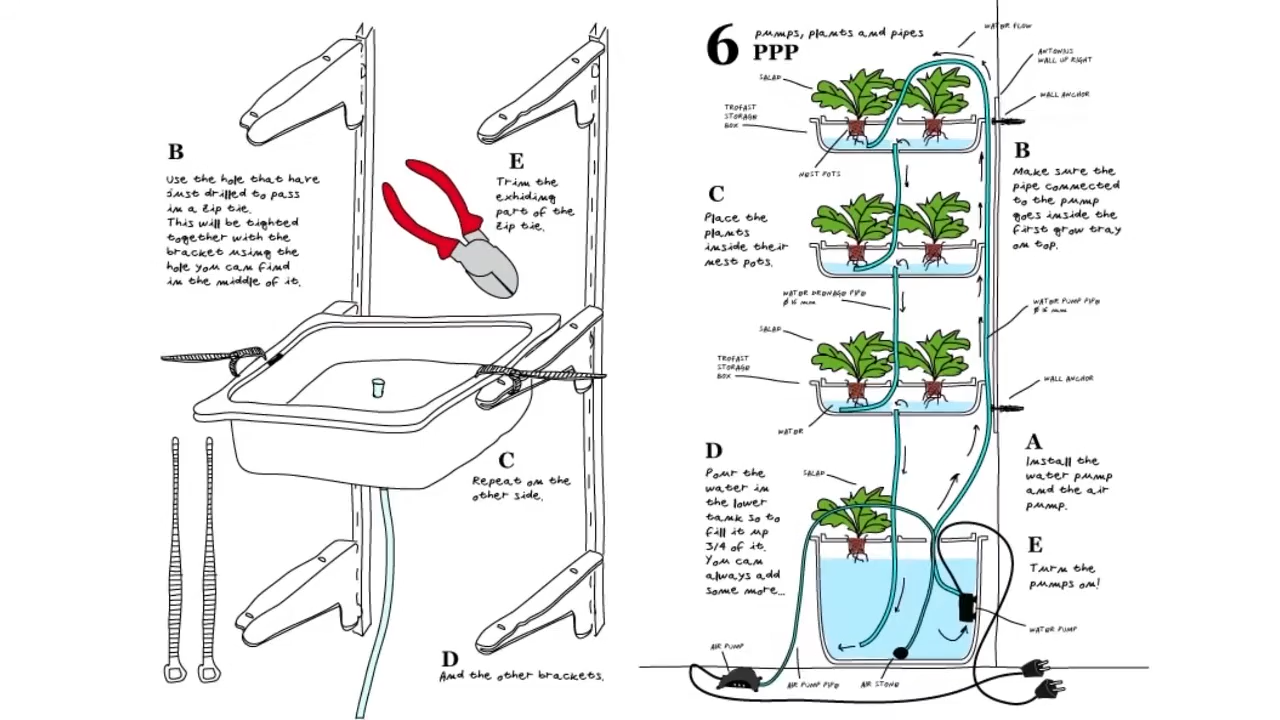 B
Use the hole that have
just drilled to pass
in a zip tie.
This will be tighted
together with the
bracket using the
hole you can find
in the middle of it.
E
Trim the
exhiding
part of the
zip tie.
C
Repeat on the
other side.
D
And the other brackets.
6
pumps, plants and pipes
PPP
WATER FLOW
ANTONIUS
WALL UP RIGHT
WALL ANCHOR
SALAD
TROFAST
STORAGE
BOX
NEST POTS
B
Make sure the
pipe connected
to the pump
goes inside the
first grow tray
on top.
C
Place the
plants
inside their
nest pots.
WATER DRENAGE PIPE
Ø 16 mm
WATER PUMP PIPE
Ø 16 mm
SALAD
TROFAST
STORAGE
BOX
WALL ANCHOR
WATER
A
Install the
water pump
and the air
pump.
D
Pour the
water in
the lower
tank so to
fill it up
3/4 of it.
You can
always add
some more...
SALAD
E
Turn the
pumps on!
WATER PUMP
AIR PUMP
AIR PUMP PIPE
AIR STONE